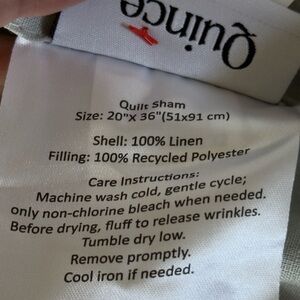 Quince
Quilt Sham
Size: 20"x 36"(51x91 cm)
Shell: 100% Linen
Filling: 100% Recycled Polyester
Care Instructions:
Machine wash cold, gentle cycle;
only non-chlorine bleach when needed.
Before drying, fluff to release wrinkles.
Tumble dry low.
Remove promptly.
Cool iron if needed.